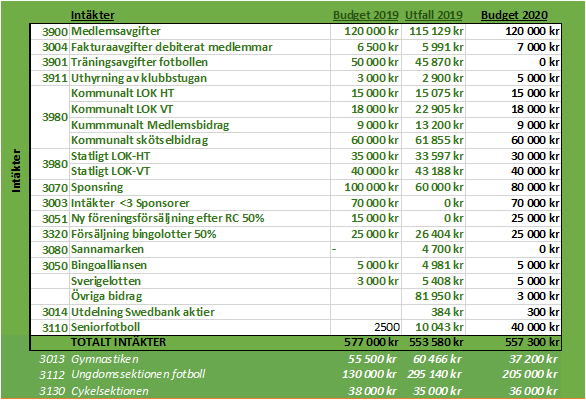 Intäkter Budget 2019 Utfall 2019 Budget 2020
Intäkter
3900 Medlemsavgifter 120 000 kr 115 129 kr 120 000 kr
3004 Fakturaavgifter debiterat medlemmar 6 500 kr 5 991 kr 7 000 kr
3901 Träningsavgifter fotbollen 50 000 kr 45 870 kr 0 kr
3911 Uthyrning av klubbstugan 3 000 kr 2 900 kr 5 000 kr
3980 Kommunalt LOK HT 15 000 kr 15 075 kr 15 000 kr
Kommunalt LOK VT 18 000 kr 22 905 kr 18 000 kr
Kummmunalt Medlemsbidrag 9 000 kr 13 200 kr 9 000 kr
Kommunalt skötselbidrag 60 000 kr 61 855 kr 60 000 kr
3980 Statligt LOK-HT 35 000 kr 33 597 kr 30 000 kr
Statligt LOK-VT 40 000 kr 43 188 kr 40 000 kr
3070 Sponsring 100 000 kr 60 000 kr 80 000 kr
3003 Intäkter <3 Sponsorer 70 000 kr 0 kr 70 000 kr
3051 Ny föreningsförsäljning efter RC 50% 15 000 kr 0 kr 25 000 kr
3320 Försäljning bingolotter 50% 25 000 kr 26 404 kr 25 000 kr
3080 Sannamarken - 4 700 kr 0 kr
3050 Bingoalliansen 5 000 kr 4 981 kr 5 000 kr
Sverigelotten 3 000 kr 5 408 kr 5 000 kr
Övriga bidrag 81 950 kr 3 000 kr
3014 Utdelning Swedbank aktier 384 kr 300 kr
3110 Seniorfotboll 2500 10 043 kr 40 000 kr
TOTALT INTÄKTER 577 000 kr 553 580 kr 557 300 kr
3013 Gymnastiken 55 500 kr 60 466 kr 37 200 kr
3112 Ungdomssektionen fotboll 130 000 kr 295 140 kr 205 000 kr
3130 Cykelsektionen 38 000 kr 35 000 kr 36 000 kr